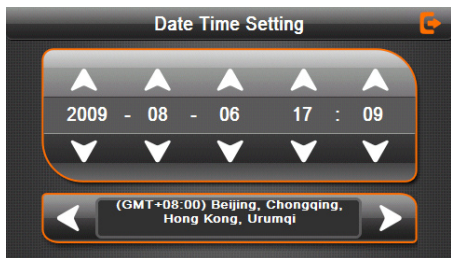 Date Time Setting
2009 - 08 - 06 17 : 09
(GMT+08:00) Beijing, Chongqing,
Hong Kong, Urumqi